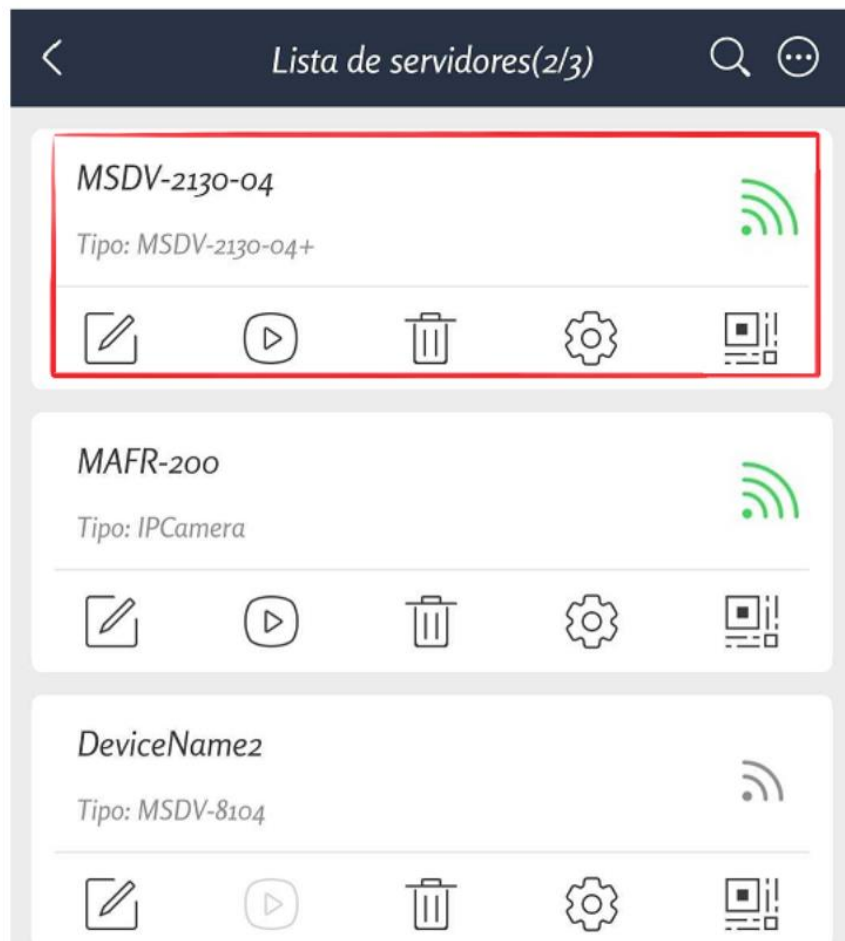 Lista de servidores(2/3)
MSDV-2130-04
Tipo: MSDV-2130-04+
MAFR-200
Tipo: IPCamera
DeviceName2
Tipo: MSDV-8104